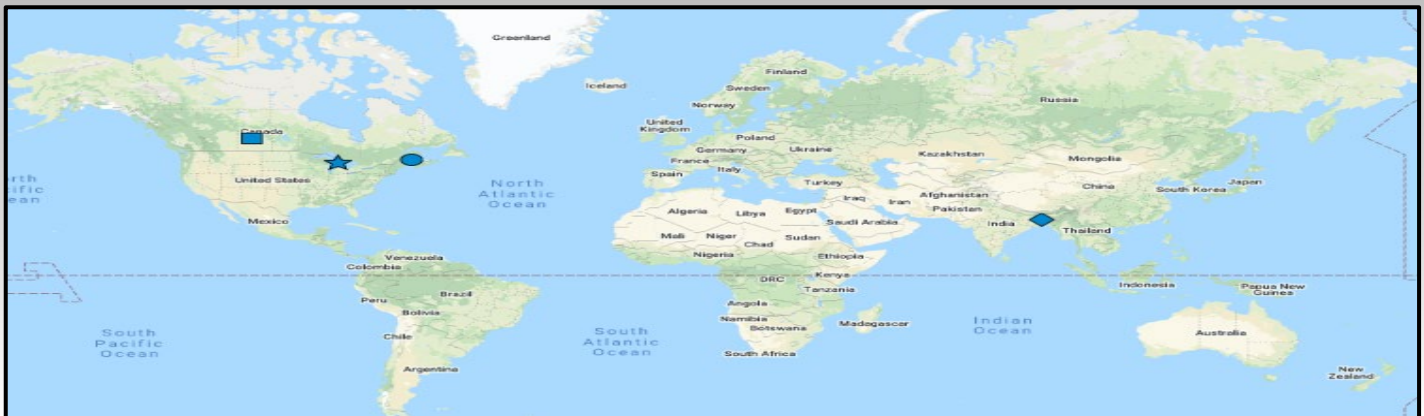 Greenland
Finland
Iceland
Sweden
Russia
Norway
Canada
United
Kingdom
Poland
Germany
Ukraine
Kazakhstan
Mongolia
France
Italy
Spain
Turkey
United States
China
South Korea
Japan
North
Atlantic
Ocean
Afghanistan
Iraq
Iran
Pakistan
Algeria
Libya
Egypt
Saudi Arabia
India
Mexico
Thailand
Mali
Niger
Chad
Sudan
Nigeria
Ethiopia
Venezuela
Colombia
DRC
Kenya
Tanzania
Indonesia
Papua New
Guinea
Peru
Brazil
Bolivia
Angola
Namibia
Botswana
Madagascar
South
Pacific
Ocean
South
Atlantic
Ocean
Indian
Ocean
Chile
Australia
South Africa
Argentina
New
Zealand
rth
cific
ean